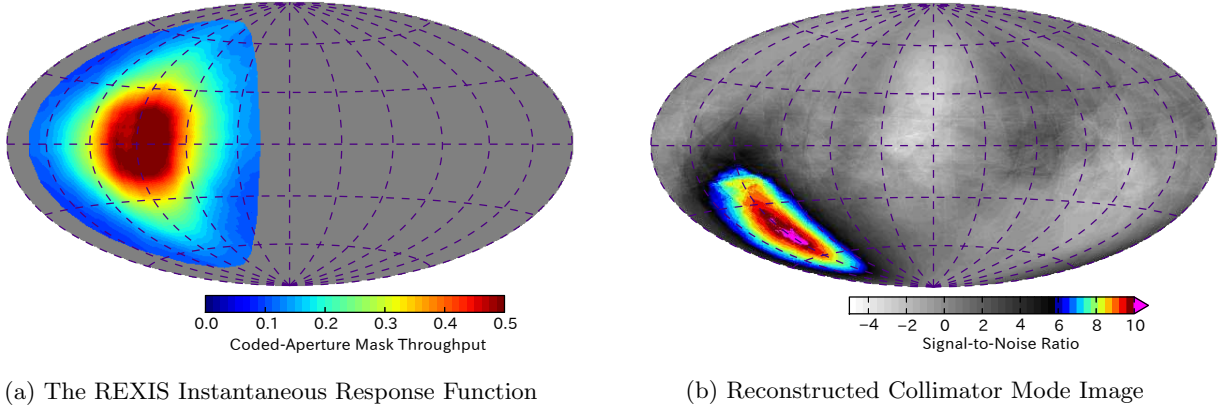 0.0 0.1 0.2 0.3 0.4 0.5
Coded-Aperture Mask Throughput
−4 −2 0 2 4 6 8 10
Signal-to-Noise Ratio
(a) The REXIS Instantaneous Response Function
(b) Reconstructed Collimator Mode Image